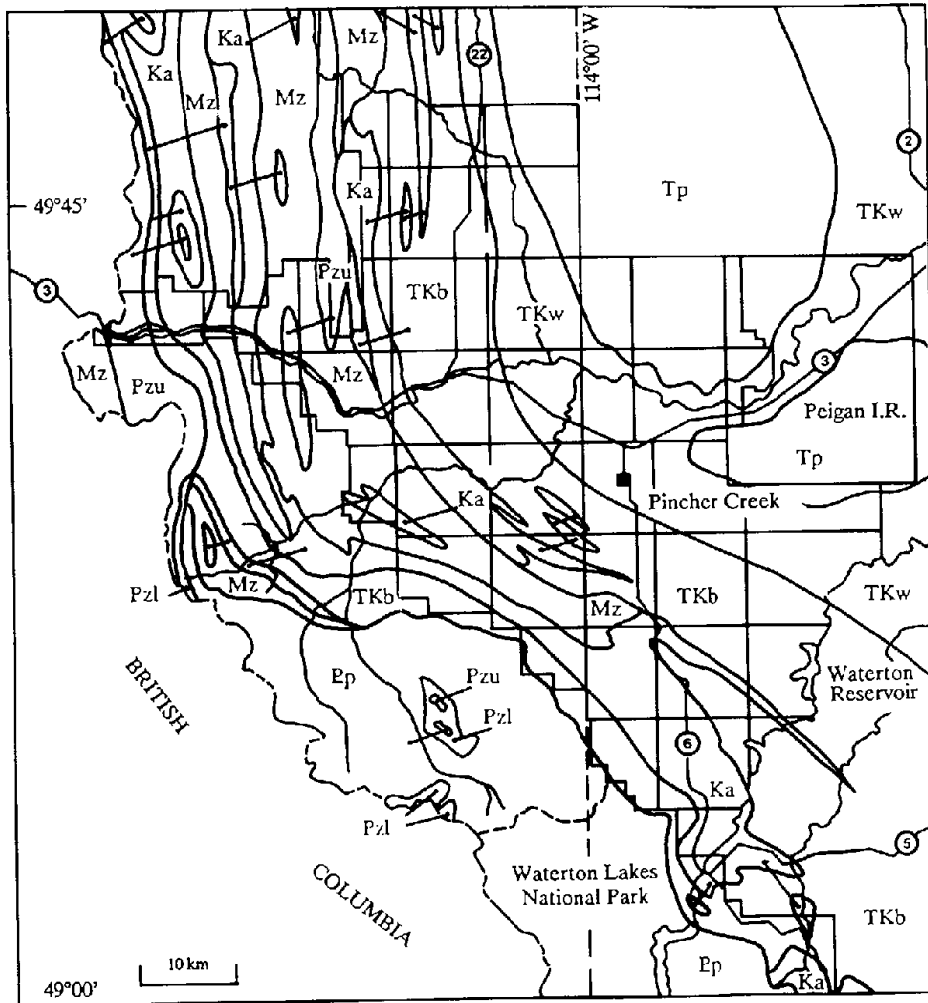 22
114°00' W
Ka
Ka
Mz
Mz
Mz
2
49°45'
Ka
Tp
TKw
3
Pzu
TKb
TKw
Mz
Pzu
Mz
3
Peigan I.R.
Tp
Ka
Pincher Creek
Pzl
Mz
TKb
Mz
TKb
TKw
BRITISH
Pp
Pzu
Pzl
Waterton
Reservoir
6
Ka
Pzl
5
COLUMBIA
Waterton Lakes
National Park
TKb
10 km
Pp
Ka
49°00'